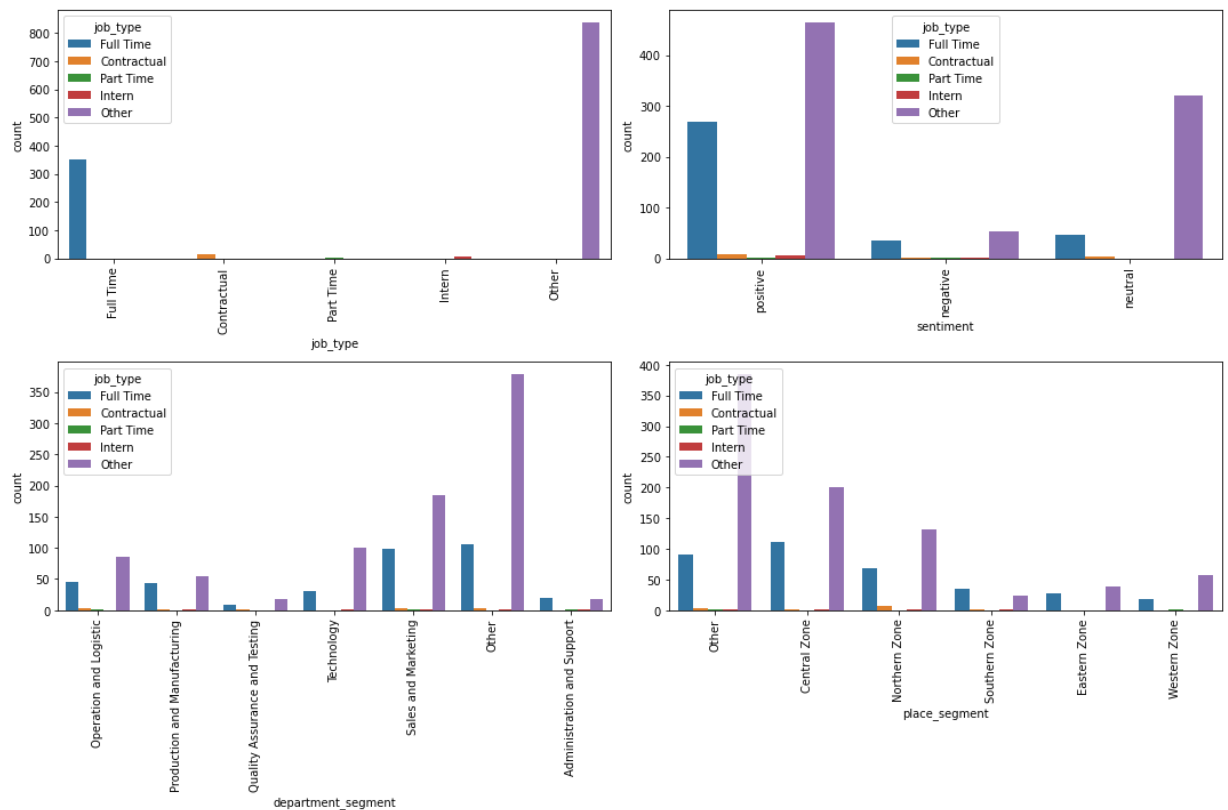 job_type
Full Time
Contractual
Part Time
Intern
Other
800
700
600
500
400
300
200
100
0
count
Full Time
Contractual
Part Time
Intern
Other
job_type
job_type
Full Time
Contractual
Part Time
Intern
Other
400
300
200
100
0
count
positive
negative
neutral
sentiment
job_type
Full Time
Contractual
Part Time
Intern
Other
350
300
250
200
150
100
50
0
count
Operation and Logistic
Production and Manufacturing
Quality Assurance and Testing
Technology
Sales and Marketing
Other
Administration and Support
department_segment
job_type
Full Time
Contractual
Part Time
Intern
Other
400
350
300
250
200
150
100
50
0
count
Other
Central Zone
Northern Zone
Southern Zone
Eastern Zone
Western Zone
place_segment